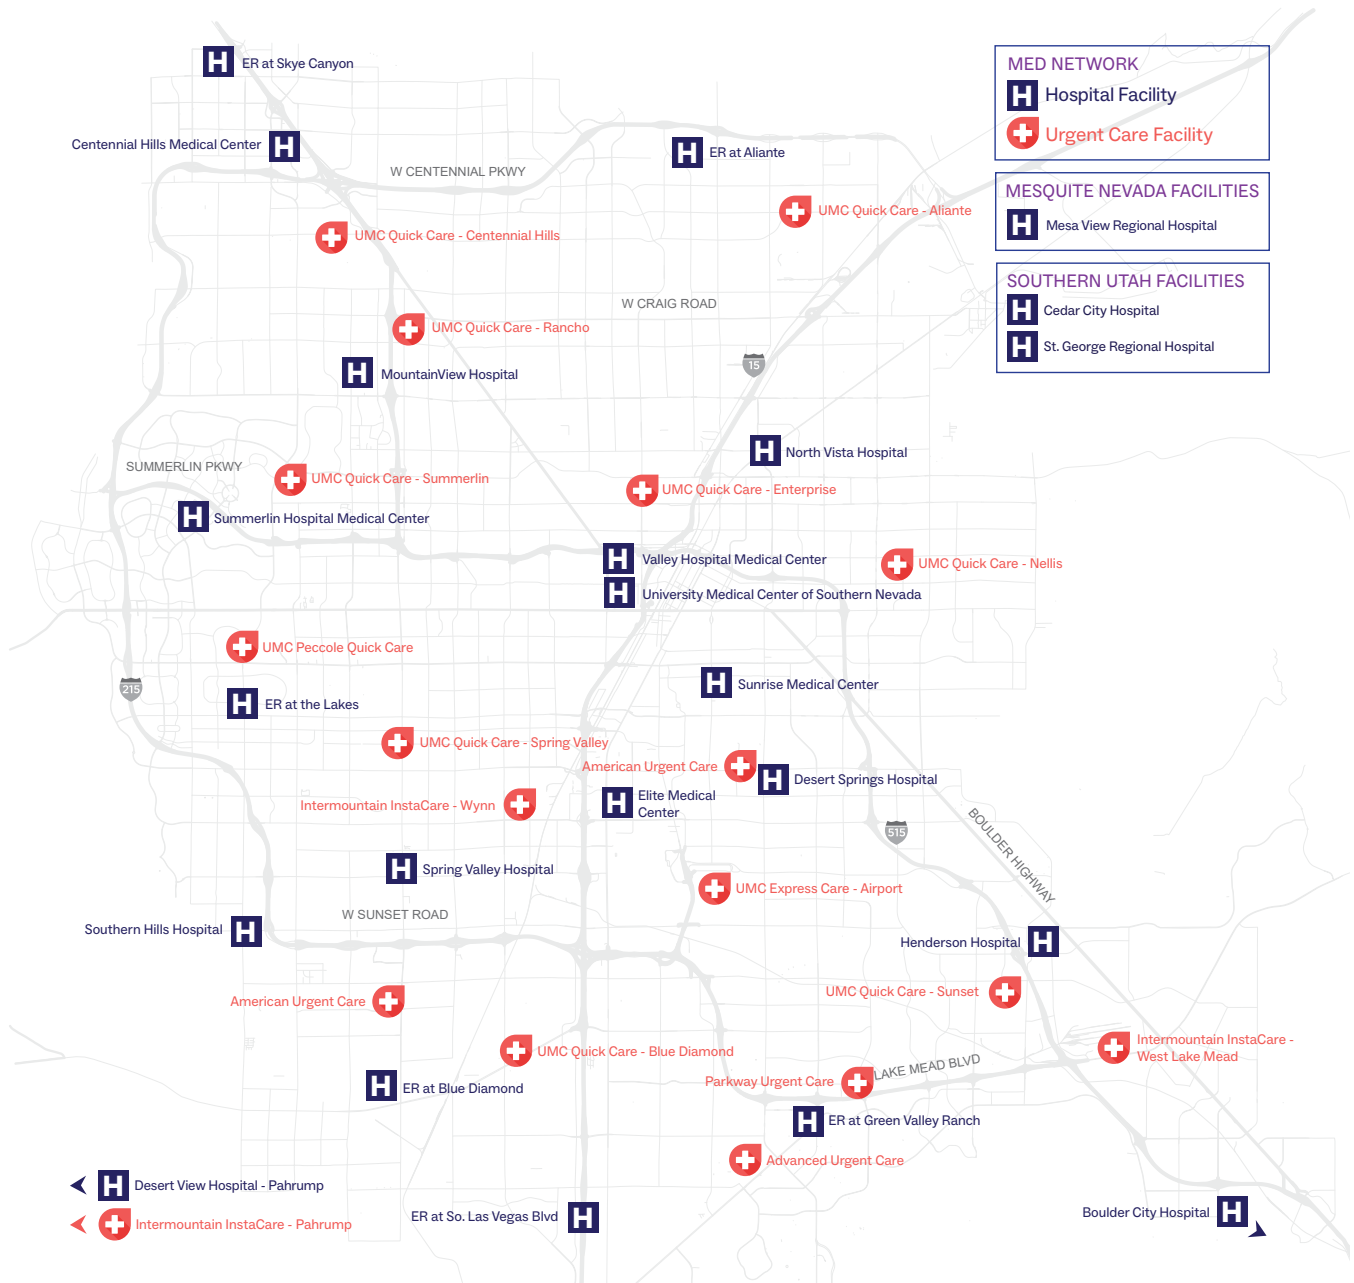 ER at Skye Canyon
MED NETWORK
H Hospital Facility
Urgent Care Facility
Centennial Hills Medical Center
ER at Aliante
W CENTENNIAL PKWY
MESQUITE NEVADA FACILITIES
H Mesa View Regional Hospital
UMC Quick Care - Aliante
UMC Quick Care - Centennial Hills
SOUTHERN UTAH FACILITIES
H Cedar City Hospital
H St. George Regional Hospital
W CRAIG ROAD
UMC Quick Care - Rancho
15
MountainView Hospital
North Vista Hospital
SUMMERLIN PKWY
UMC Quick Care - Summerlin
UMC Quick Care - Enterprise
Summerlin Hospital Medical Center
Valley Hospital Medical Center
UMC Quick Care - Nellis
University Medical Center of Southern Nevada
UMC Peccole Quick Care
215
Sunrise Medical Center
ER at the Lakes
UMC Quick Care - Spring Valley
American Urgent Care
Desert Springs Hospital
Intermountain InstaCare - Wynn
Elite Medical
Center
515
BOULDER HIGHWAY
Spring Valley Hospital
UMC Express Care - Airport
W SUNSET ROAD
Southern Hills Hospital
Henderson Hospital
UMC Quick Care - Sunset
American Urgent Care
Intermountain InstaCare -
West Lake Mead
UMC Quick Care - Blue Diamond
LAKE MEAD BLVD
Parkway Urgent Care
ER at Blue Diamond
ER at Green Valley Ranch
Advanced Urgent Care
H Desert View Hospital - Pahrump
Intermountain InstaCare - Pahrump
ER at So. Las Vegas Blvd
Boulder City Hospital